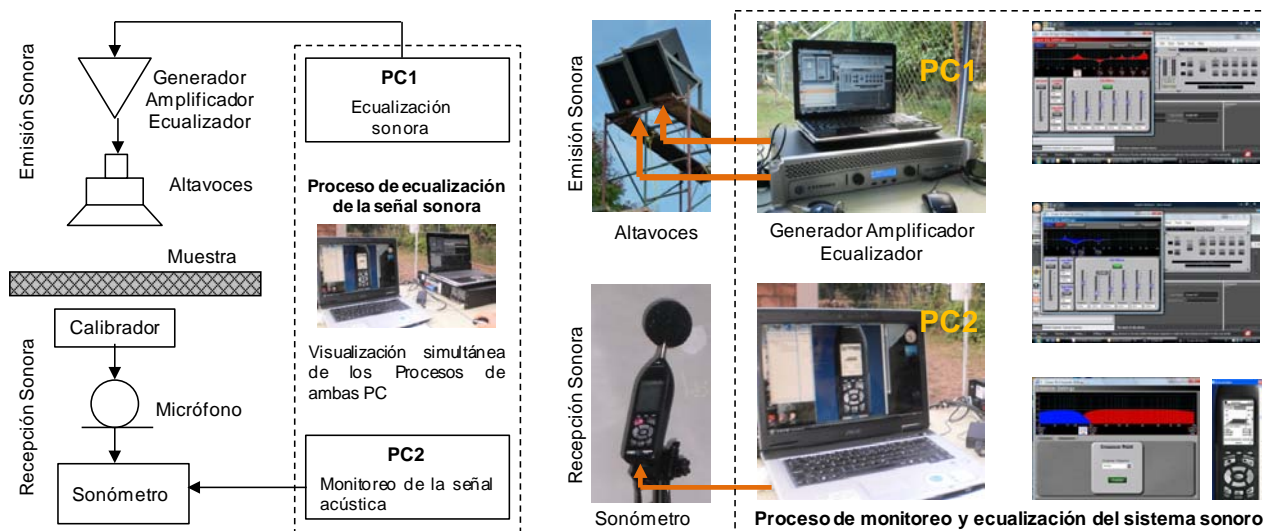 Emisión Sonora
Generador
Amplificador
Ecualizador
Altavoces
Muestra
Recepción Sonora
Calibrador
Micrófono
Sonómetro
PC1
Ecualización
sonora
Proceso de ecualización
de la señal sonora
Visualización simultánea
de los Procesos de
ambas PC
PC2
Monitoreo de la señal
acústica
Emisión Sonora
Altavoces
PC1
Generador Amplificador
Ecualizador
Recepción Sonora
Sonómetro
PC2
Proceso de monitoreo y ecualización del sistema sonoro